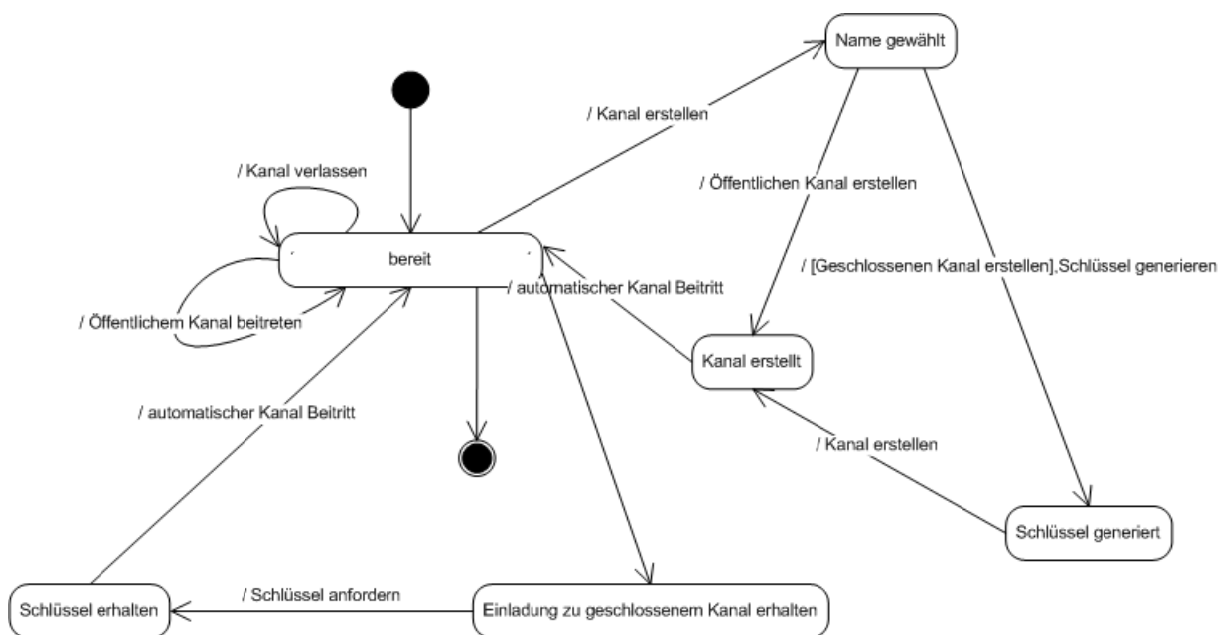 Name gewählt
/ Kanal erstellen
/ Kanal verlassen
/ Öffentlichen Kanal erstellen
bereit
/ [Geschlossenen Kanal erstellen],Schlüssel generieren
/ automatischer Kanal Beitritt
/ Öffentlichem Kanal beitreten
Kanal erstellt
/ automatischer Kanal Beitritt
/ Kanal erstellen
Schlüssel generiert
/ Schlüssel anfordern
Schlüssel erhalten
Einladung zu geschlossenem Kanal erhalten